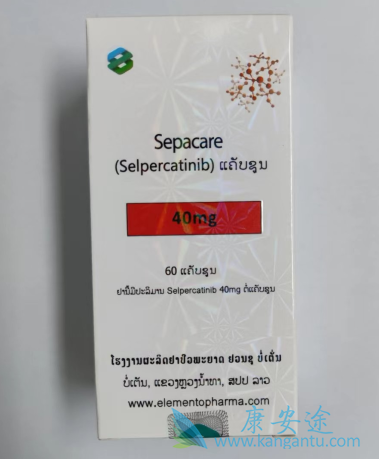 Sepacare
(Selpercatinib) ແຄັບຊູນ
40mg
60 ແຄັບຊູນ
ຢານີ້ມີປະລິມານ Selpercatinib 40mg ຕໍ່ແຄັບຊູນ
ໂຮງງານຜະລິດຢາປົວພະຍາດ ຢອນຊູ ບໍ່ເຕັ່ນ
ບໍ່ເຕັນ, ແຂວງຫຼວງນ້ຳທາ, ສປປ ລາວ
www.elementopharma.com
康安途
www.kangantu.com